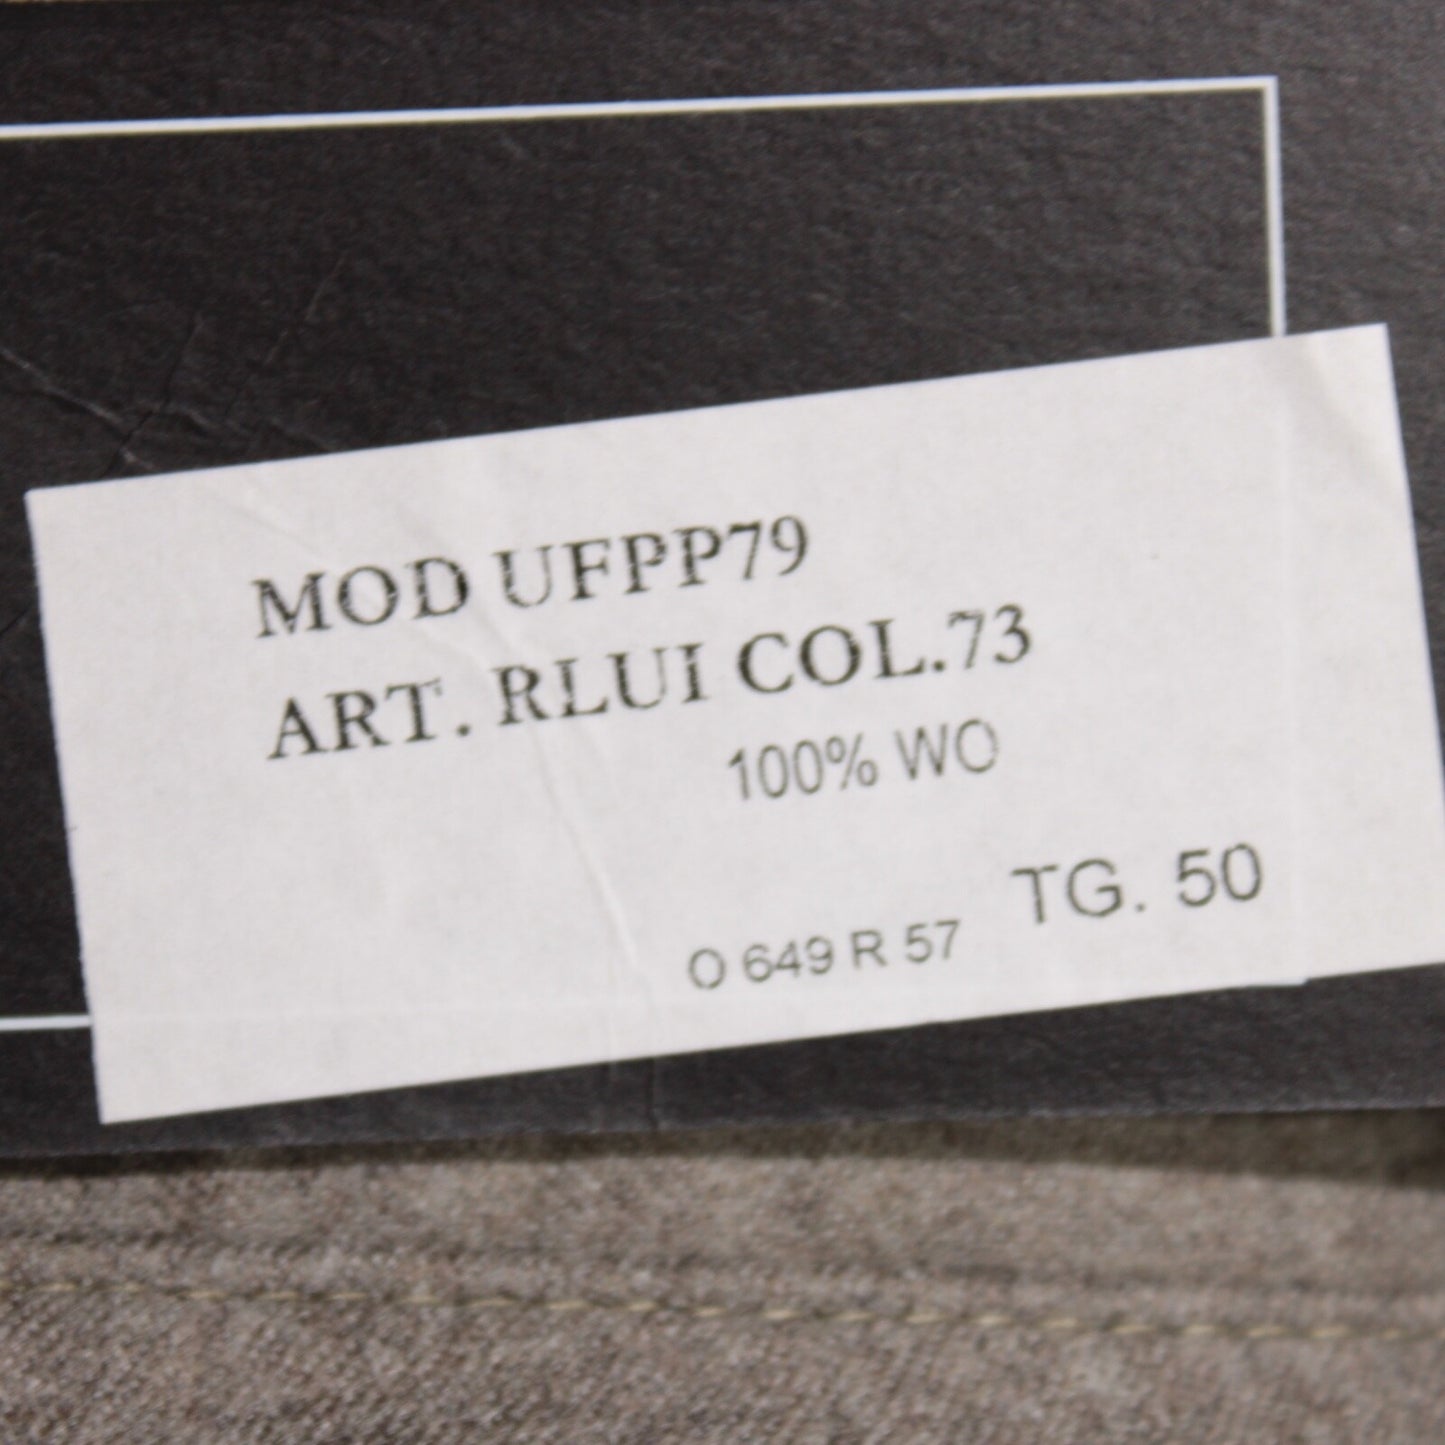 MOD UFPP79
ART. RLUI COL.73
100% WO
TG. 50
O 649 R 57